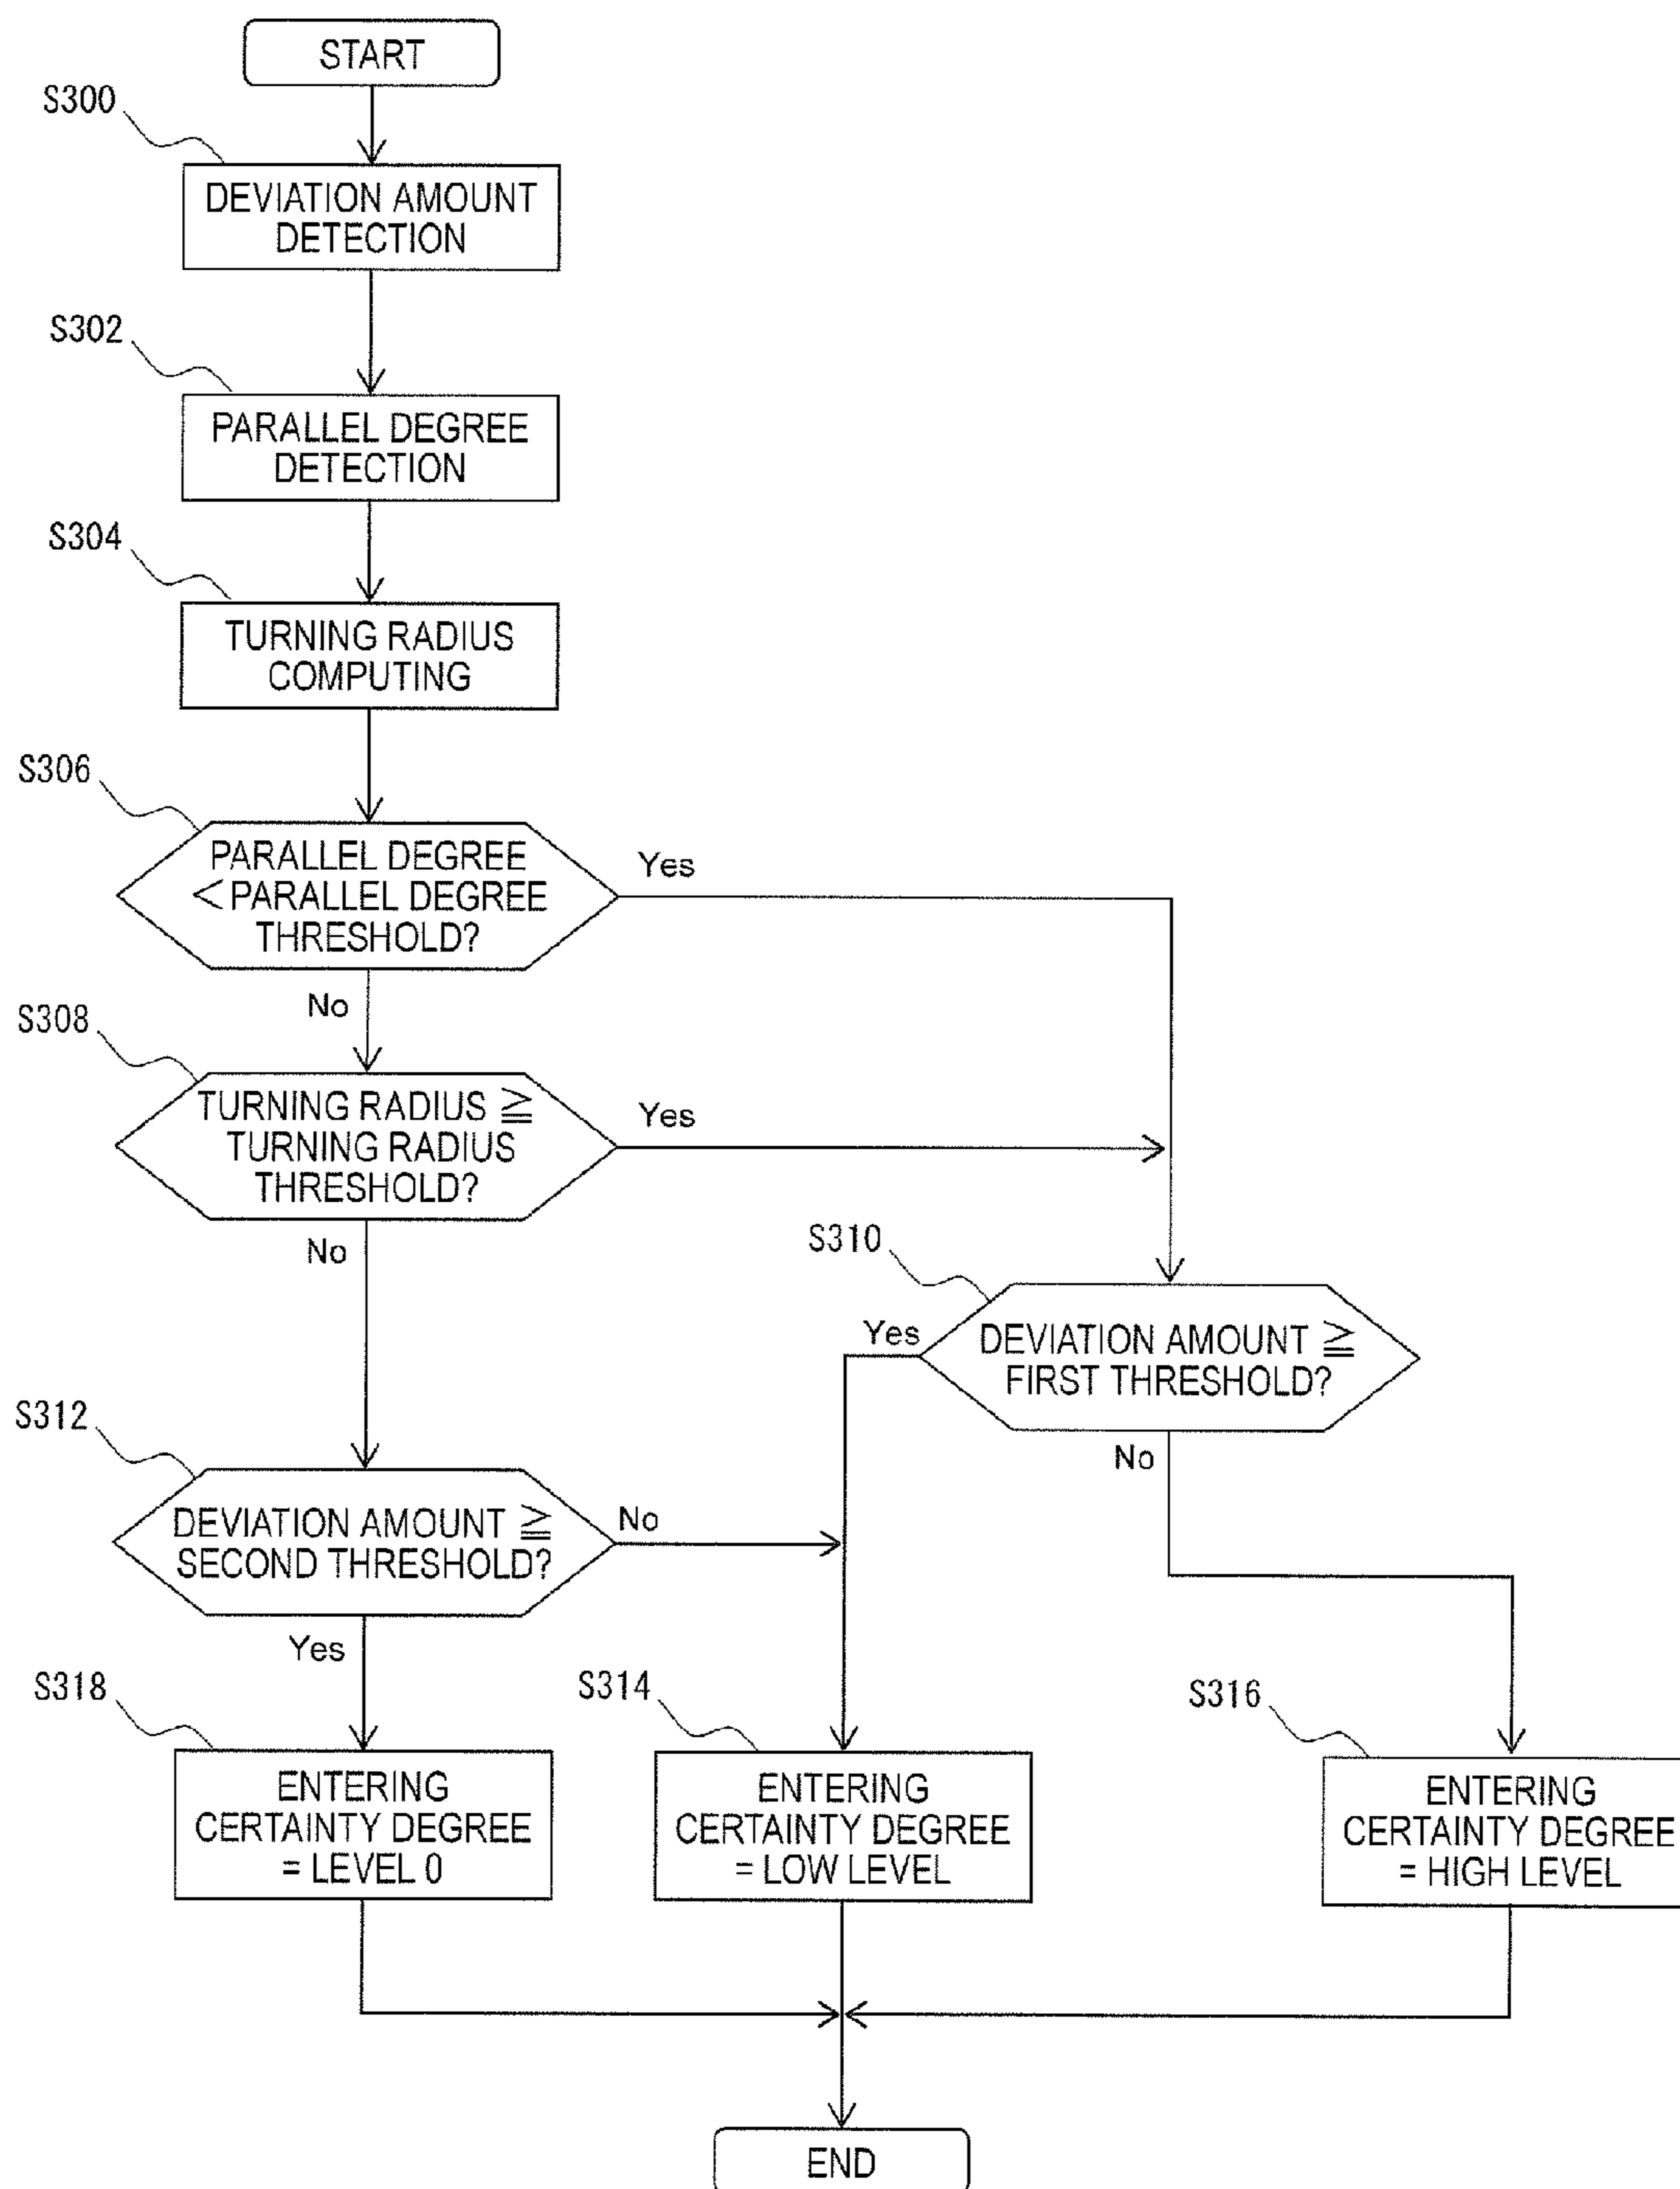 START
S300
DEVIATION AMOUNT
DETECTION
S302
PARALLEL DEGREE
DETECTION
S304
TURNING RADIUS
COMPUTING
S306
PARALLEL DEGREE
<PARALLEL DEGREE
THRESHOLD?
Yes
No
S308
TURNING RADIUS ≧
TURNING RADIUS
THRESHOLD?
Yes
No
S310
DEVIATION AMOUNT ≧
FIRST THRESHOLD?
Yes
No
S312
DEVIATION AMOUNT ≧
SECOND THRESHOLD?
No
Yes
S318
ENTERING
CERTAINTY DEGREE
= LEVEL 0
S314
ENTERING
CERTAINTY DEGREE
= LOW LEVEL
S316
ENTERING
CERTAINTY DEGREE
= HIGH LEVEL
END